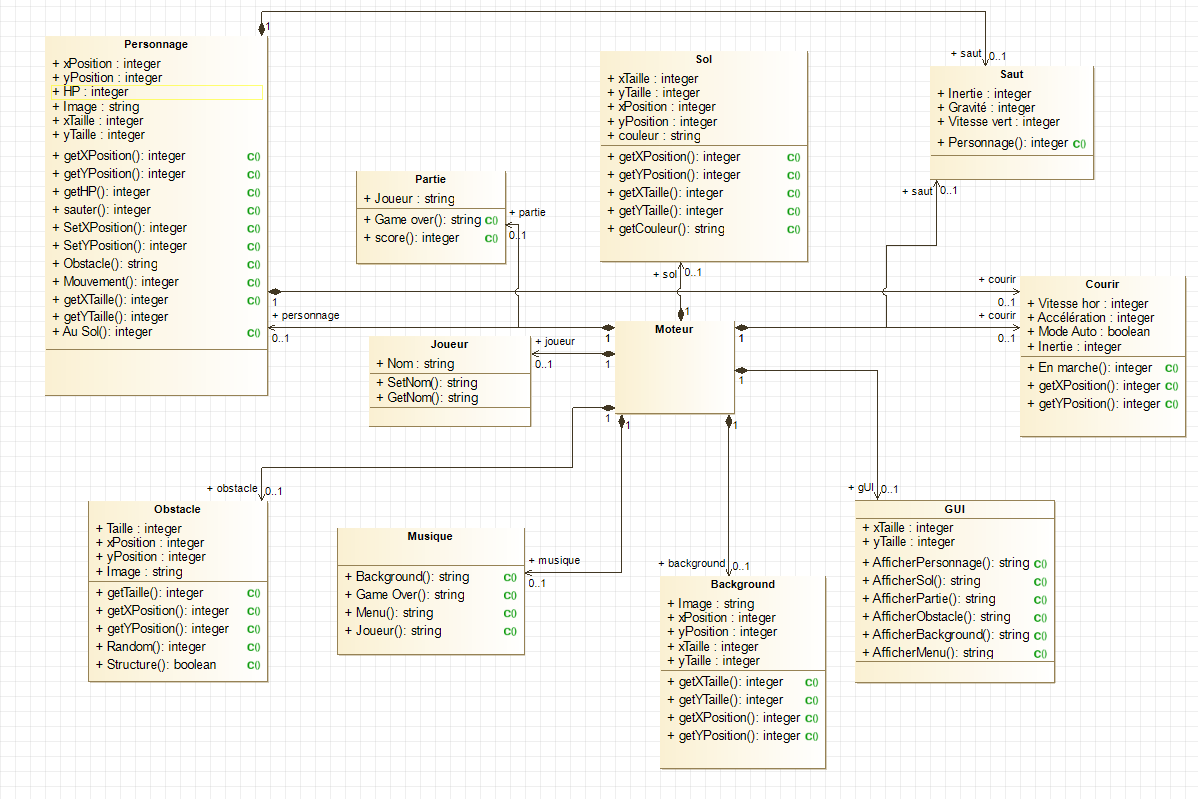 1
Personnage
+ xPosition : integer
+ yPosition : integer
+ HP : integer
+ Image : string
+ xTaille : integer
+ yTaille : integer
+ getXPosition(): integer C()
+ getYPosition(): integer C()
+ getHP(): integer C()
+ sauter(): integer C()
+ SetXPosition(): integer C()
+ SetYPosition(): integer C()
+ Obstacle(): string C()
+ Mouvement(): integer C()
+ getXTaille(): integer C()
+ getYTaille(): integer
+ Au Sol(): integer C()
Sol
+ xTaille : integer
+ yTaille : integer
+ xPosition : integer
+ yPosition : integer
+ couleur : string
+ getXPosition(): integer C()
+ getYPosition(): integer C()
+ getXTaille(): integer C()
+ getYTaille(): integer C()
+ getCouleur(): string C()
+ saut
0..1
Saut
+ Inertie : integer
+ Gravité : integer
+ Vitesse vert : integer
+ Personnage(): integer C()
+ saut
0..1
Partie
+ Joueur : string
+ Game over(): string C()
+ score(): integer C()
+ partie
0..1
+ sol
0..1
1
+ courir
0..1
+ courir
0..1
Courir
+ Vitesse hor : integer
+ Accélération : integer
+ Mode Auto : boolean
+ Inertie : integer
+ En marche(): integer C()
+ getXPosition(): integer C()
+ getYPosition(): integer C()
+ personnage
0..1
1
Moteur
1
1
1
1
1
1
1
Joueur
+ Nom : string
+ SetNom(): string
+ GetNom(): string
+ joueur
0..1
+ obstacle
0..1
Obstacle
+ Taille : integer
+ xPosition : integer
+ yPosition : integer
+ Image : string
+ getTaille(): integer C()
+ getXPosition(): integer C()
+ getYPosition(): integer C()
+ Random(): integer C()
+ Structure(): boolean C()
Musique
+ Background(): string C()
+ Game Over(): string C()
+ Menu(): string C()
+ Joueur(): string C()
+ musique
0..1
+ background
0..1
Background
+ Image : string
+ xPosition : integer
+ yPosition : integer
+ xTaille : integer
+ yTaille : integer
+ getXTaille(): integer C()
+ getYTaille(): integer C()
+ getXPosition(): integer C()
+ getYPosition(): integer C()
+ gUI
0..1
GUI
+ xTaille : integer
+ yTaille : integer
+ AfficherPersonnage(): string C()
+ AfficherSol(): string C()
+ AfficherPartie(): string C()
+ AfficherObstacle(): string C()
+ AfficherBackground(): string C()
+ AfficherMenu(): string C()